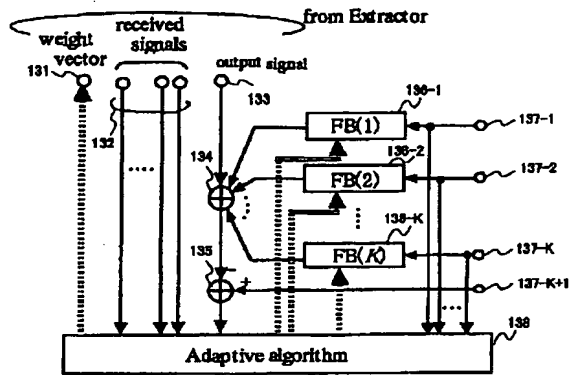 from Extractor
received signals
weight vector
131
output signal
132
133
136-1
FB(1)
137-1
136-2
134
FB(2)
137-2
138-K
135
FB(K)
137-K
-
+
137-K+1
138
Adaptive algorithm